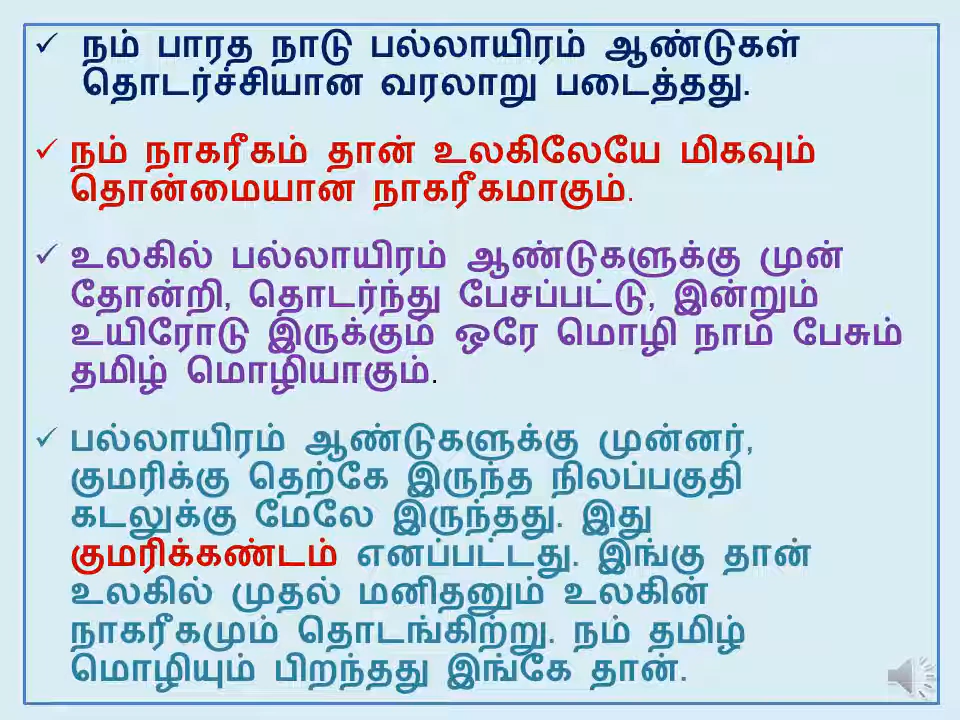 நம் பாரத நாடு பல்லாயிரம் ஆண்டுகள்
தொடர்ச்சியான வரலாறு படைத்தது.
நம் நாகரீகம் தான் உலகிலேயே மிகவும்
தொன்மையான நாகரீகமாகும்.
உலகில் பல்லாயிரம் ஆண்டுகளுக்கு முன்
தோன்றி, தொடர்ந்து பேசப்பட்டு, இன்றும்
உயிரோடு இருக்கும் ஒரே மொழி நாம் பேசும்
தமிழ் மொழியாகும்.
பல்லாயிரம் ஆண்டுகளுக்கு முன்னர்,
குமரிக்கு தெற்கே இருந்த நிலப்பகுதி
கடலுக்கு மேலே இருந்தது. இது
குமரிக்கண்டம் எனப்பட்டது. இங்கு தான்
உலகில் முதல் மனிதனும் உலகின்
நாகரீகமும் தொடங்கிற்று. நம் தமிழ்
மொழியும் பிறந்தது இங்கே தான்.